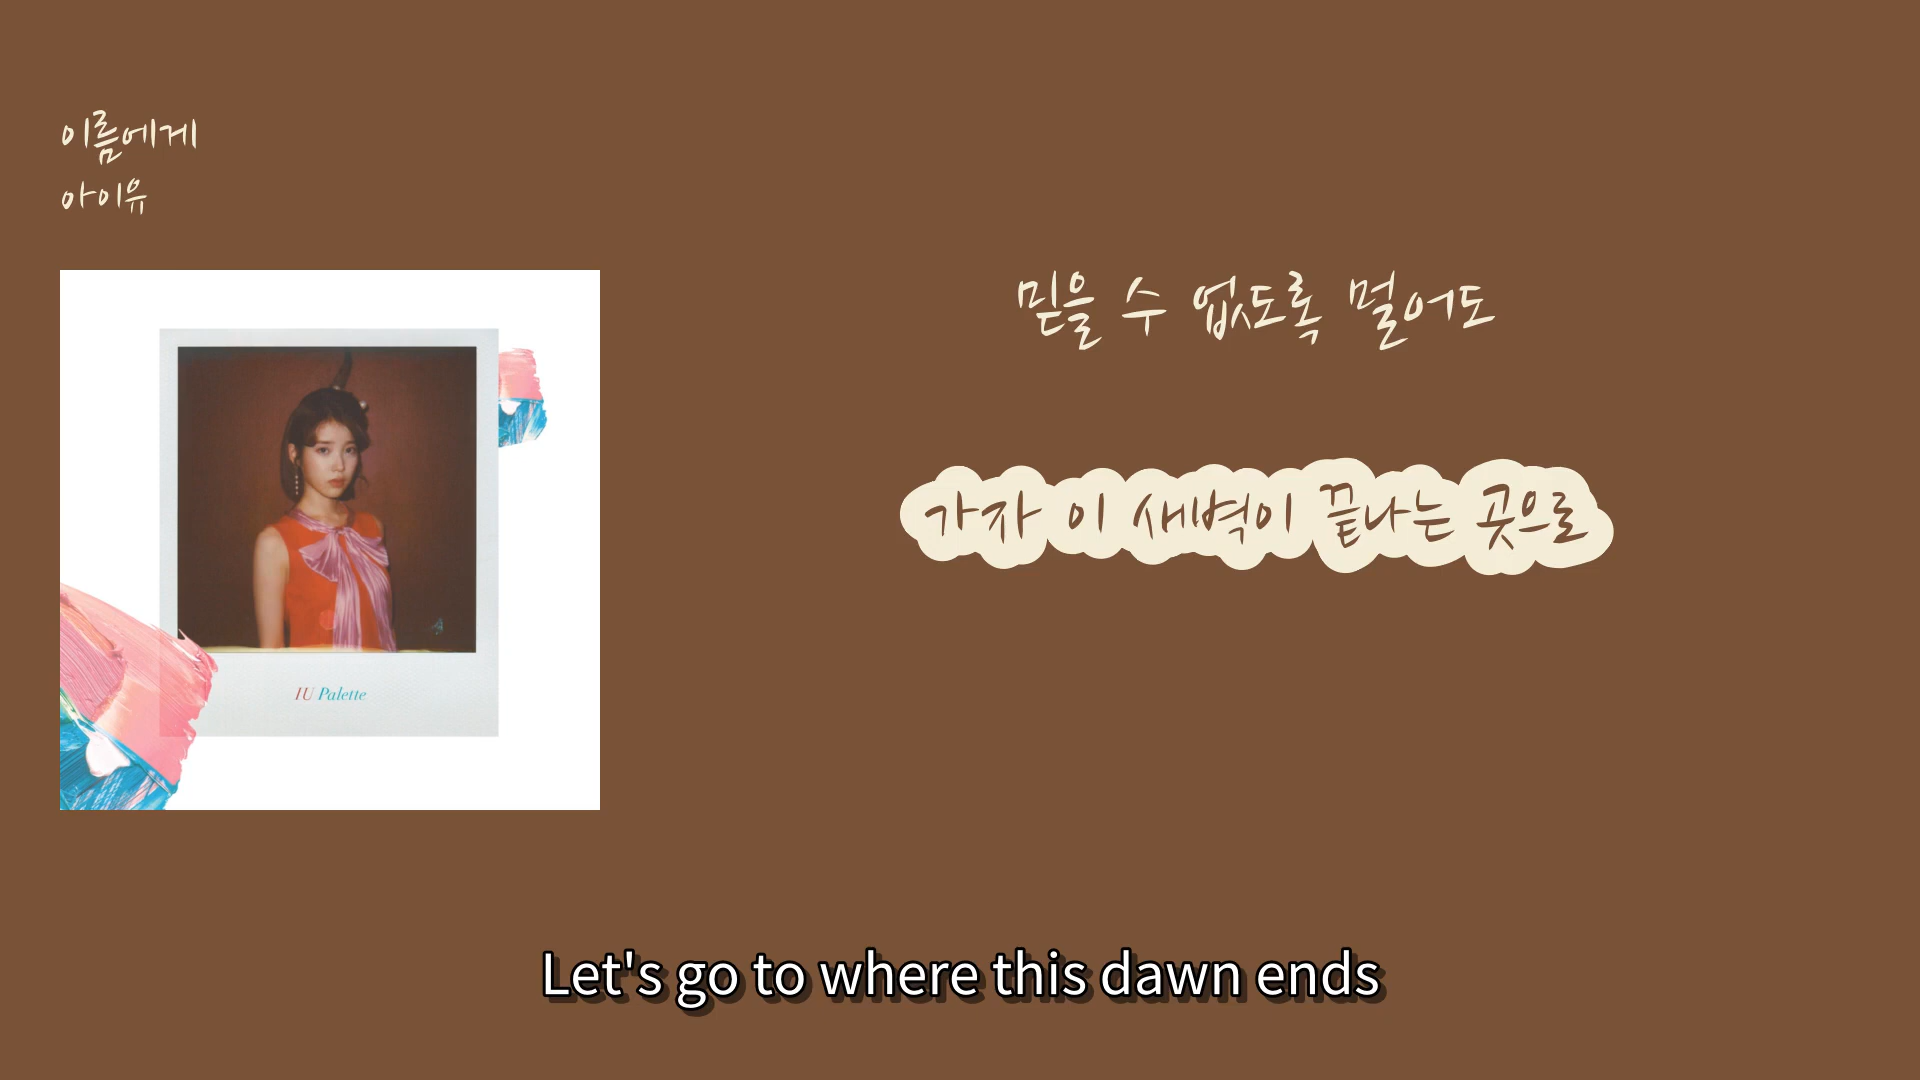 이름에게
아이유
믿을 수 없도록 멀어도
가자 이 새벽이 끝나는 곳으로
IU Palette
Let's go to where this dawn ends